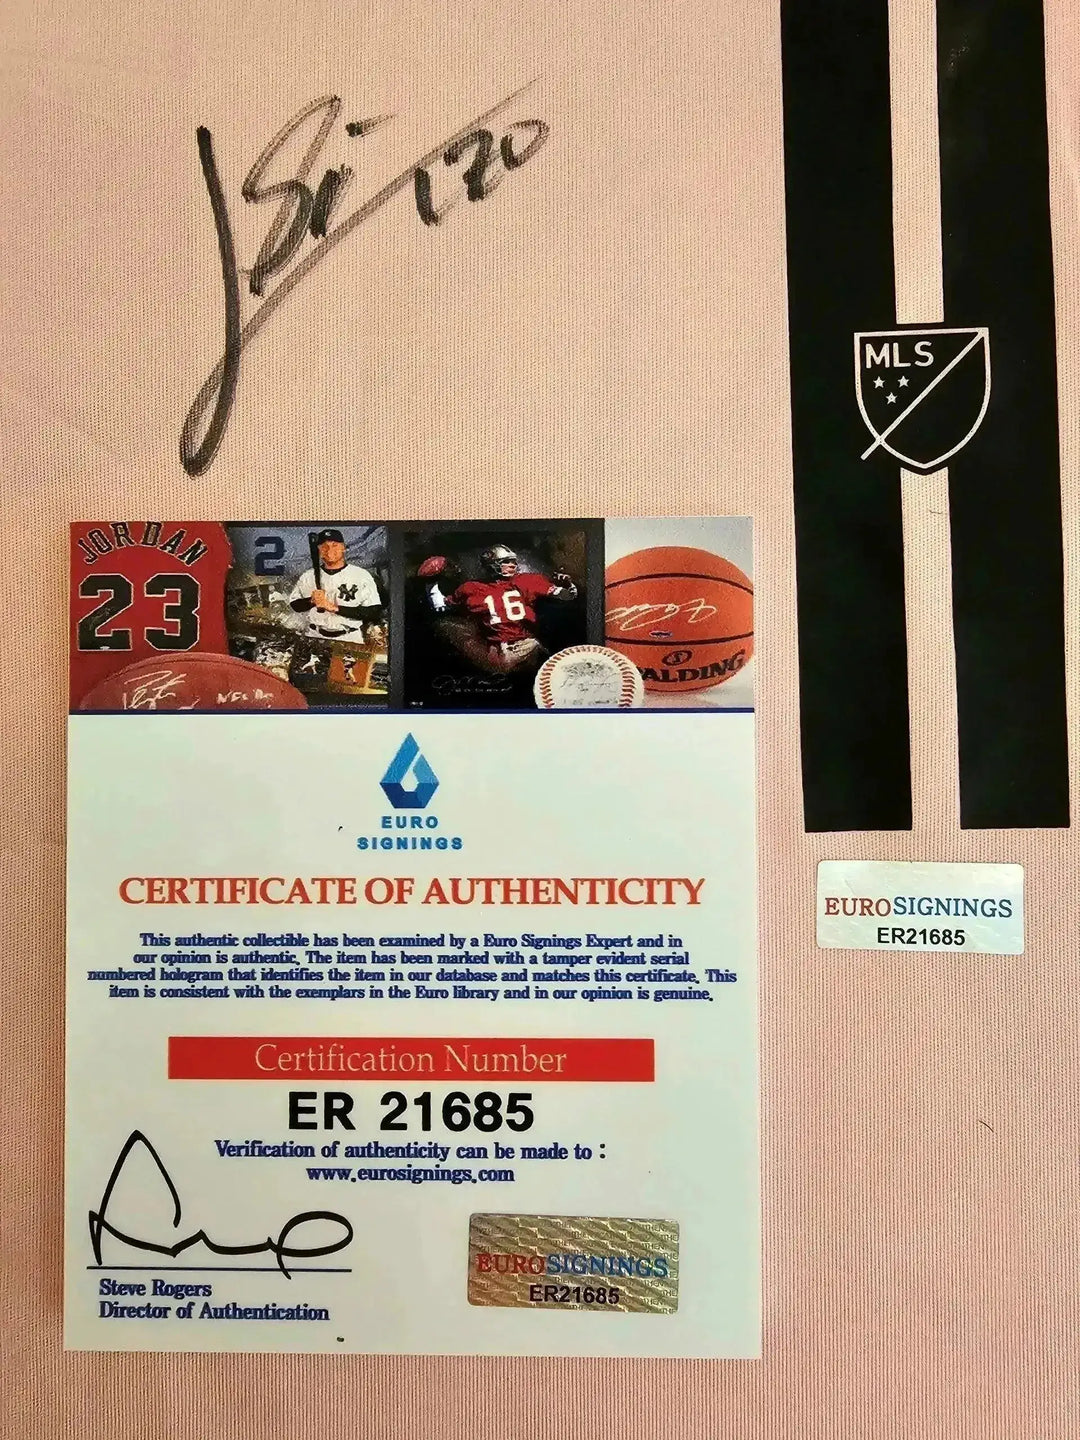 MLS
JORDAN
23
2
16
SPALDING
EURO
SIGNINGS
CERTIFICATE OF AUTHENTICITY
This authentic collectible has been examined by a Euro Signings Expert and in
our opinion is authentic. The item has been marked with a tamper evident serial
numbered hologram that identifies the item in our database and matches this certificate. This
item is consistent with the exemplars in the Euro library and in our opinion is genuine.
Certification Number
ER 21685
Verification of authenticity can be made to :
www.eurosignings.com
Steve Rogers
Director of Authentication
EUROSIGNINGS
ER21685
EUROSIGNINGS
ER21685